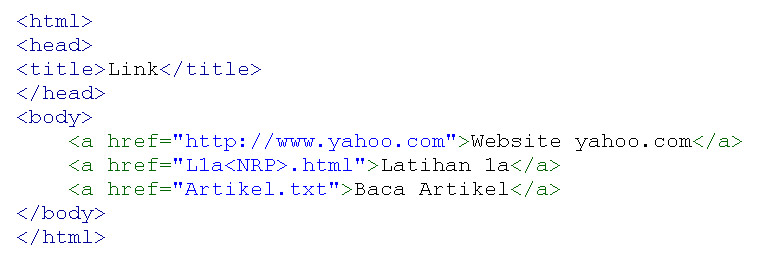 <html>
<head>
<title>Link</title>
</head>
<body>
    <a href="http://www.yahoo.com">Website yahoo.com</a>
    <a href="L1a<NRP>.html">Latihan 1a</a>
    <a href="Artikel.txt">Baca Artikel</a>
</body>
</html>